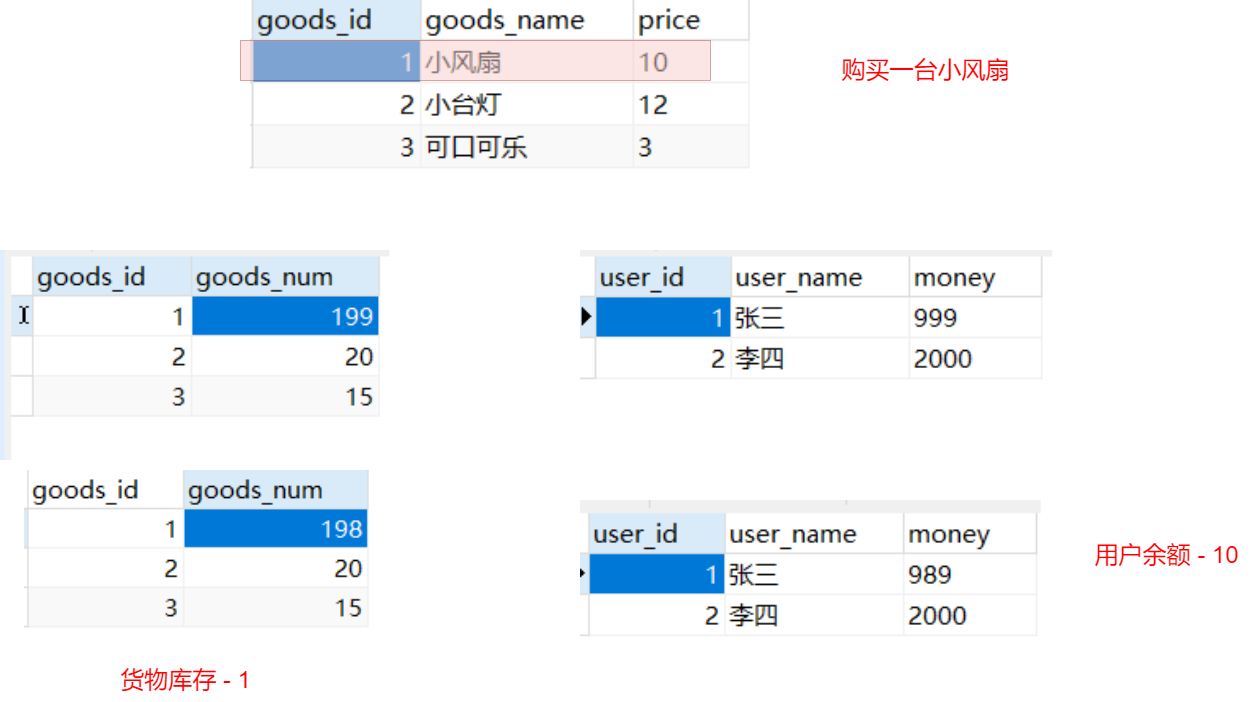 goods_id goods_name price
1 小风扇 10
购买一台小风扇
2 小台灯 12
3 可口可乐 3
goods_id goods_num
1 199
2 20
3 15
user_id user_name money
1 张三 999
2 李四 2000
goods_id goods_num
1 198
2 20
3 15
user_id user_name money
1 张三 989
2 李四 2000
用户余额 - 10
货物库存 - 1